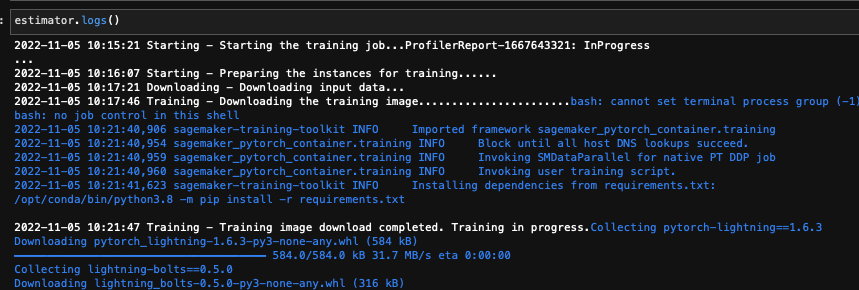 : estimator.logs()
2022-11-05 10:15:21 Starting - Starting the training job...ProfilerReport-1667643321: InProgress
...
2022-11-05 10:16:07 Starting - Preparing the instances for training......
2022-11-05 10:17:21 Downloading - Downloading input data...
2022-11-05 10:17:46 Training - Downloading the training image.......................bash: cannot set terminal process group (-1)
bash: no job control in this shell
2022-11-05 10:21:40,906 sagemaker-training-toolkit INFO     Imported framework sagemaker_pytorch_container.training
2022-11-05 10:21:40,954 sagemaker_pytorch_container.training INFO     Block until all host DNS lookups succeed.
2022-11-05 10:21:40,959 sagemaker_pytorch_container.training INFO     Invoking SMDataParallel for native PT DDP job
2022-11-05 10:21:40,960 sagemaker_pytorch_container.training INFO     Invoking user training script.
2022-11-05 10:21:41,623 sagemaker-training-toolkit INFO     Installing dependencies from requirements.txt:
/opt/conda/bin/python3.8 -m pip install -r requirements.txt
2022-11-05 10:21:47 Training - Training image download completed. Training in progress.Collecting pytorch-lightning==1.6.3
Downloading pytorch_lightning-1.6.3-py3-none-any.whl (584 kB)
584.0/584.0 kB 31.7 MB/s eta 0:00:00
Collecting lightning-bolts==0.5.0
Downloading lightning_bolts-0.5.0-py3-none-any.whl (316 kB)